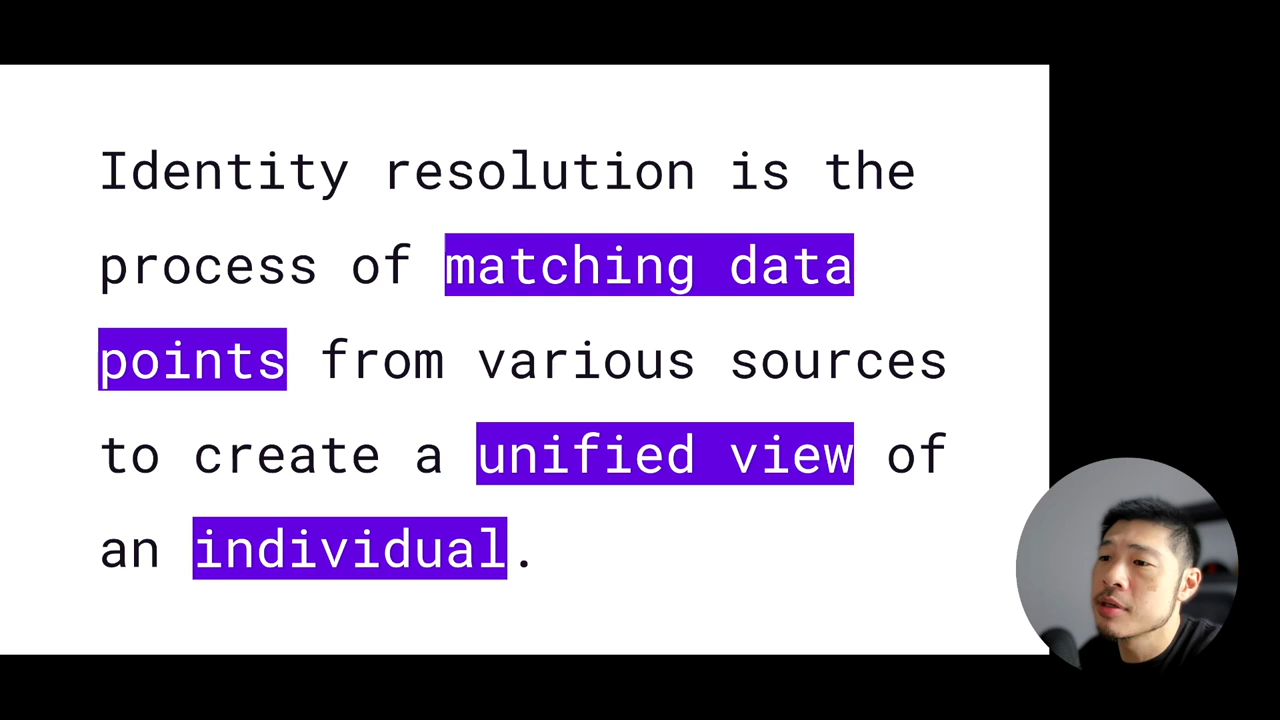 Identity resolution is the
process of matching data
points from various sources
to create a unified view of
an individual.